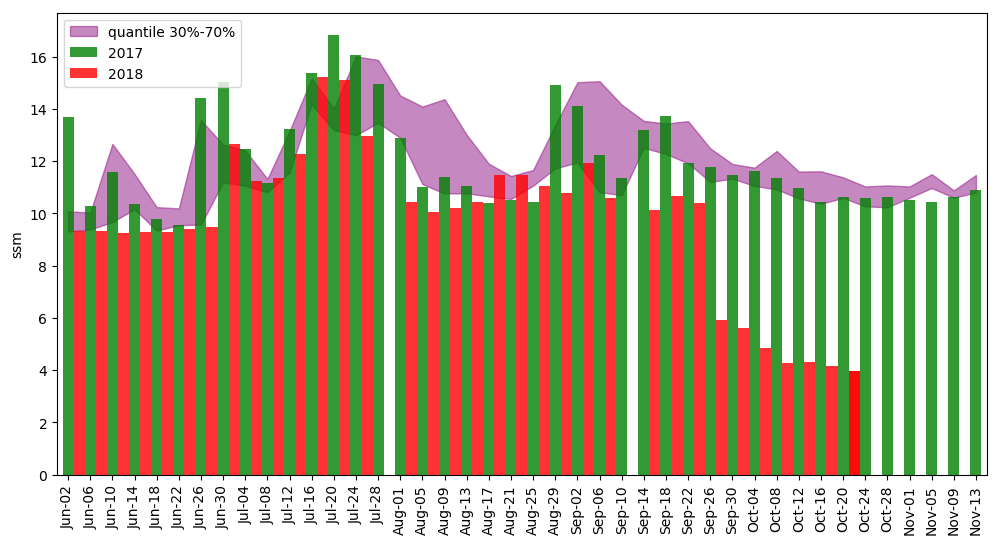 quantile 30%-70%
2017
2018
ssm
16
14
12
10
8
6
4
2
0
Jun-02
Jun-06
Jun-10
Jun-14
Jun-18
Jun-22
Jun-26
Jun-30
Jul-04
Jul-08
Jul-12
Jul-16
Jul-20
Jul-24
Jul-28
Aug-01
Aug-05
Aug-09
Aug-13
Aug-17
Aug-21
Aug-25
Aug-29
Sep-02
Sep-06
Sep-10
Sep-14
Sep-18
Sep-22
Sep-26
Sep-30
Oct-04
Oct-08
Oct-12
Oct-16
Oct-20
Oct-24
Oct-28
Nov-01
Nov-05
Nov-09
Nov-13